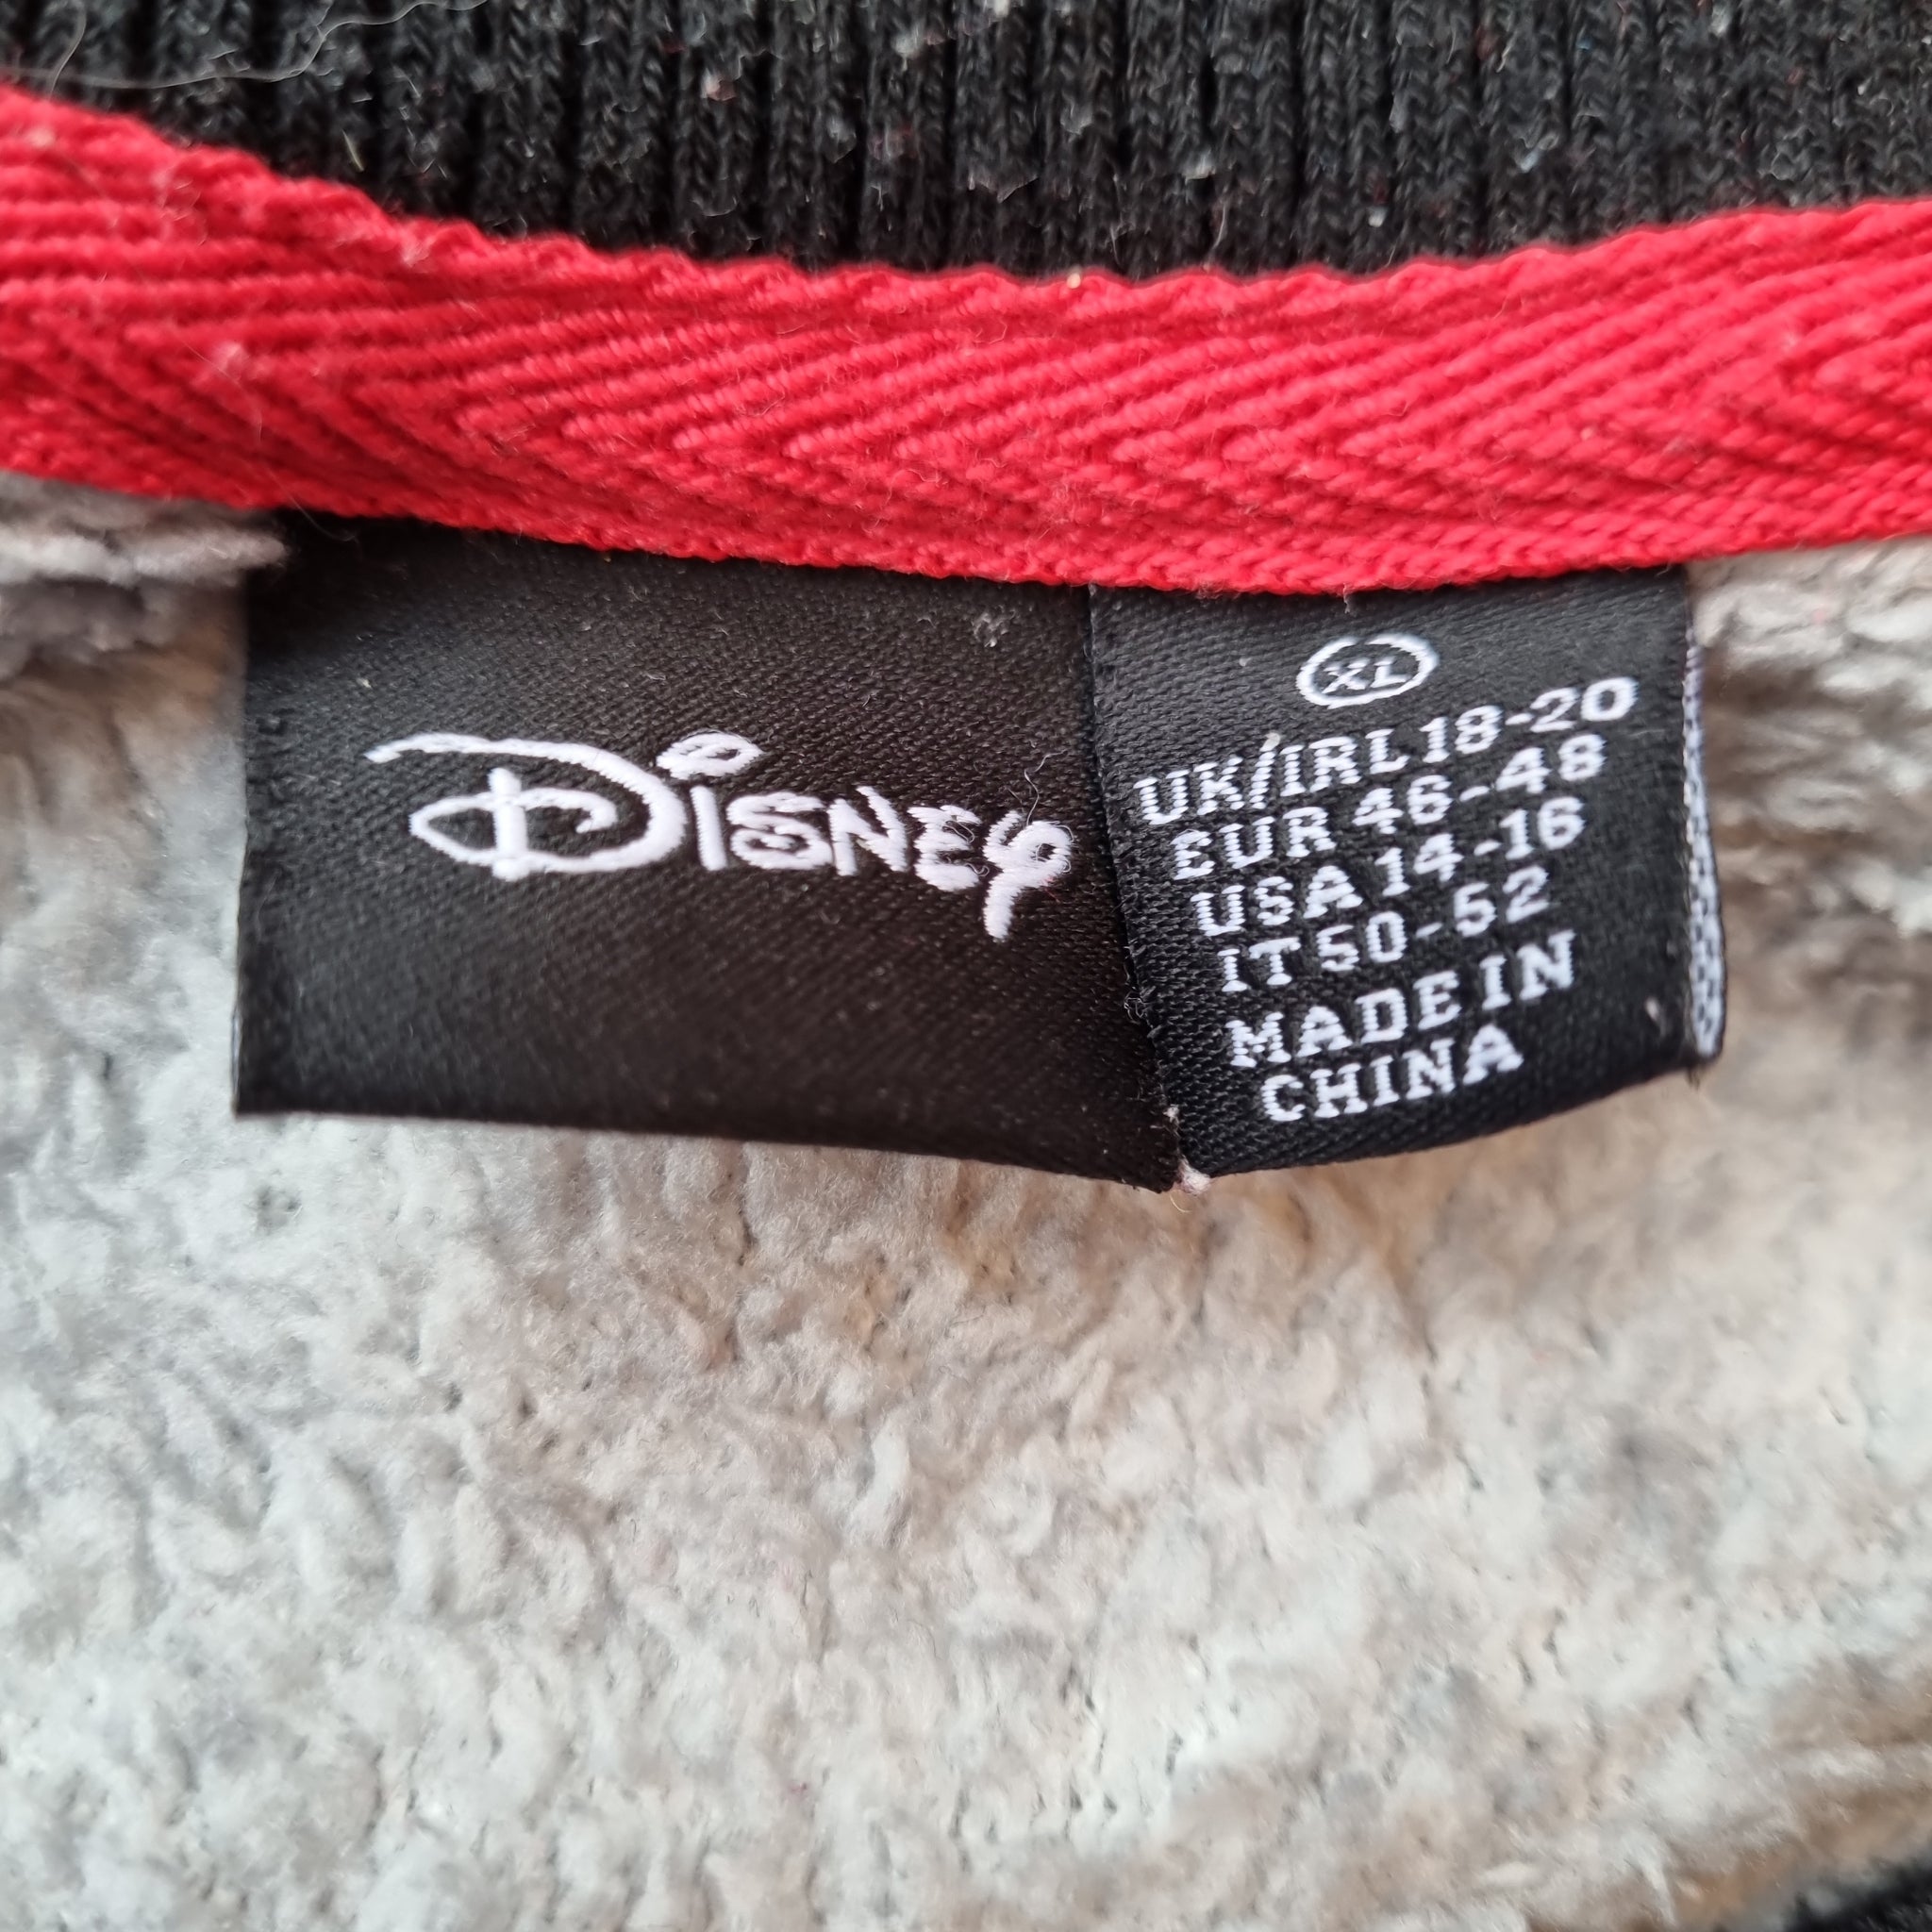 Disney
XL
UK/IRL 18-20
EUR 46-48
USA 14-16
IT 50-52
MADE IN
CHINA